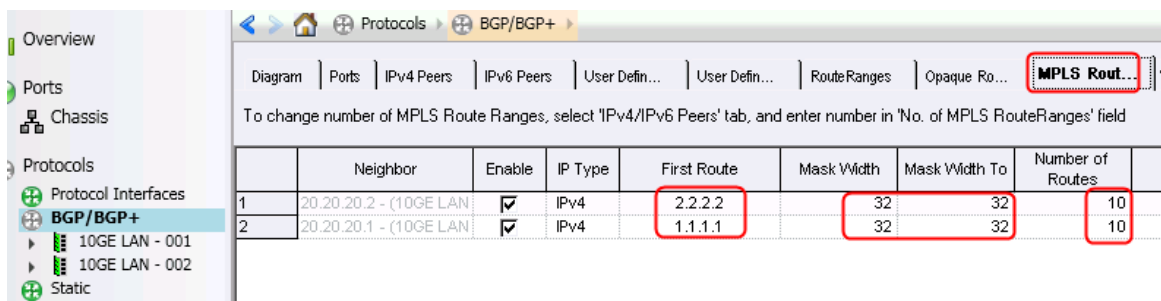 Overview
Ports
Chassis
Protocols
Protocol Interfaces
BGP/BGP+
10GE LAN - 001
10GE LAN - 002
Static
Protocols BGP/BGP+
Diagram Ports IPv4 Peers IPv6 Peers User Defin... User Defin... Route Ranges Opaque Ro... MPLS Rout...
To change number of MPLS Route Ranges, select 'IPv4/IPv6 Peers' tab, and enter number in 'No. of MPLS RouteRanges' field
Neighbor Enable IP Type First Route Mask Width Mask Width To Number of Routes
1 20.20.20.2 - (10GE LAN IPv4 2.2.2.2 32 32 10
2 20.20.20.1 - (10GE LAN IPv4 1.1.1.1 32 32 10